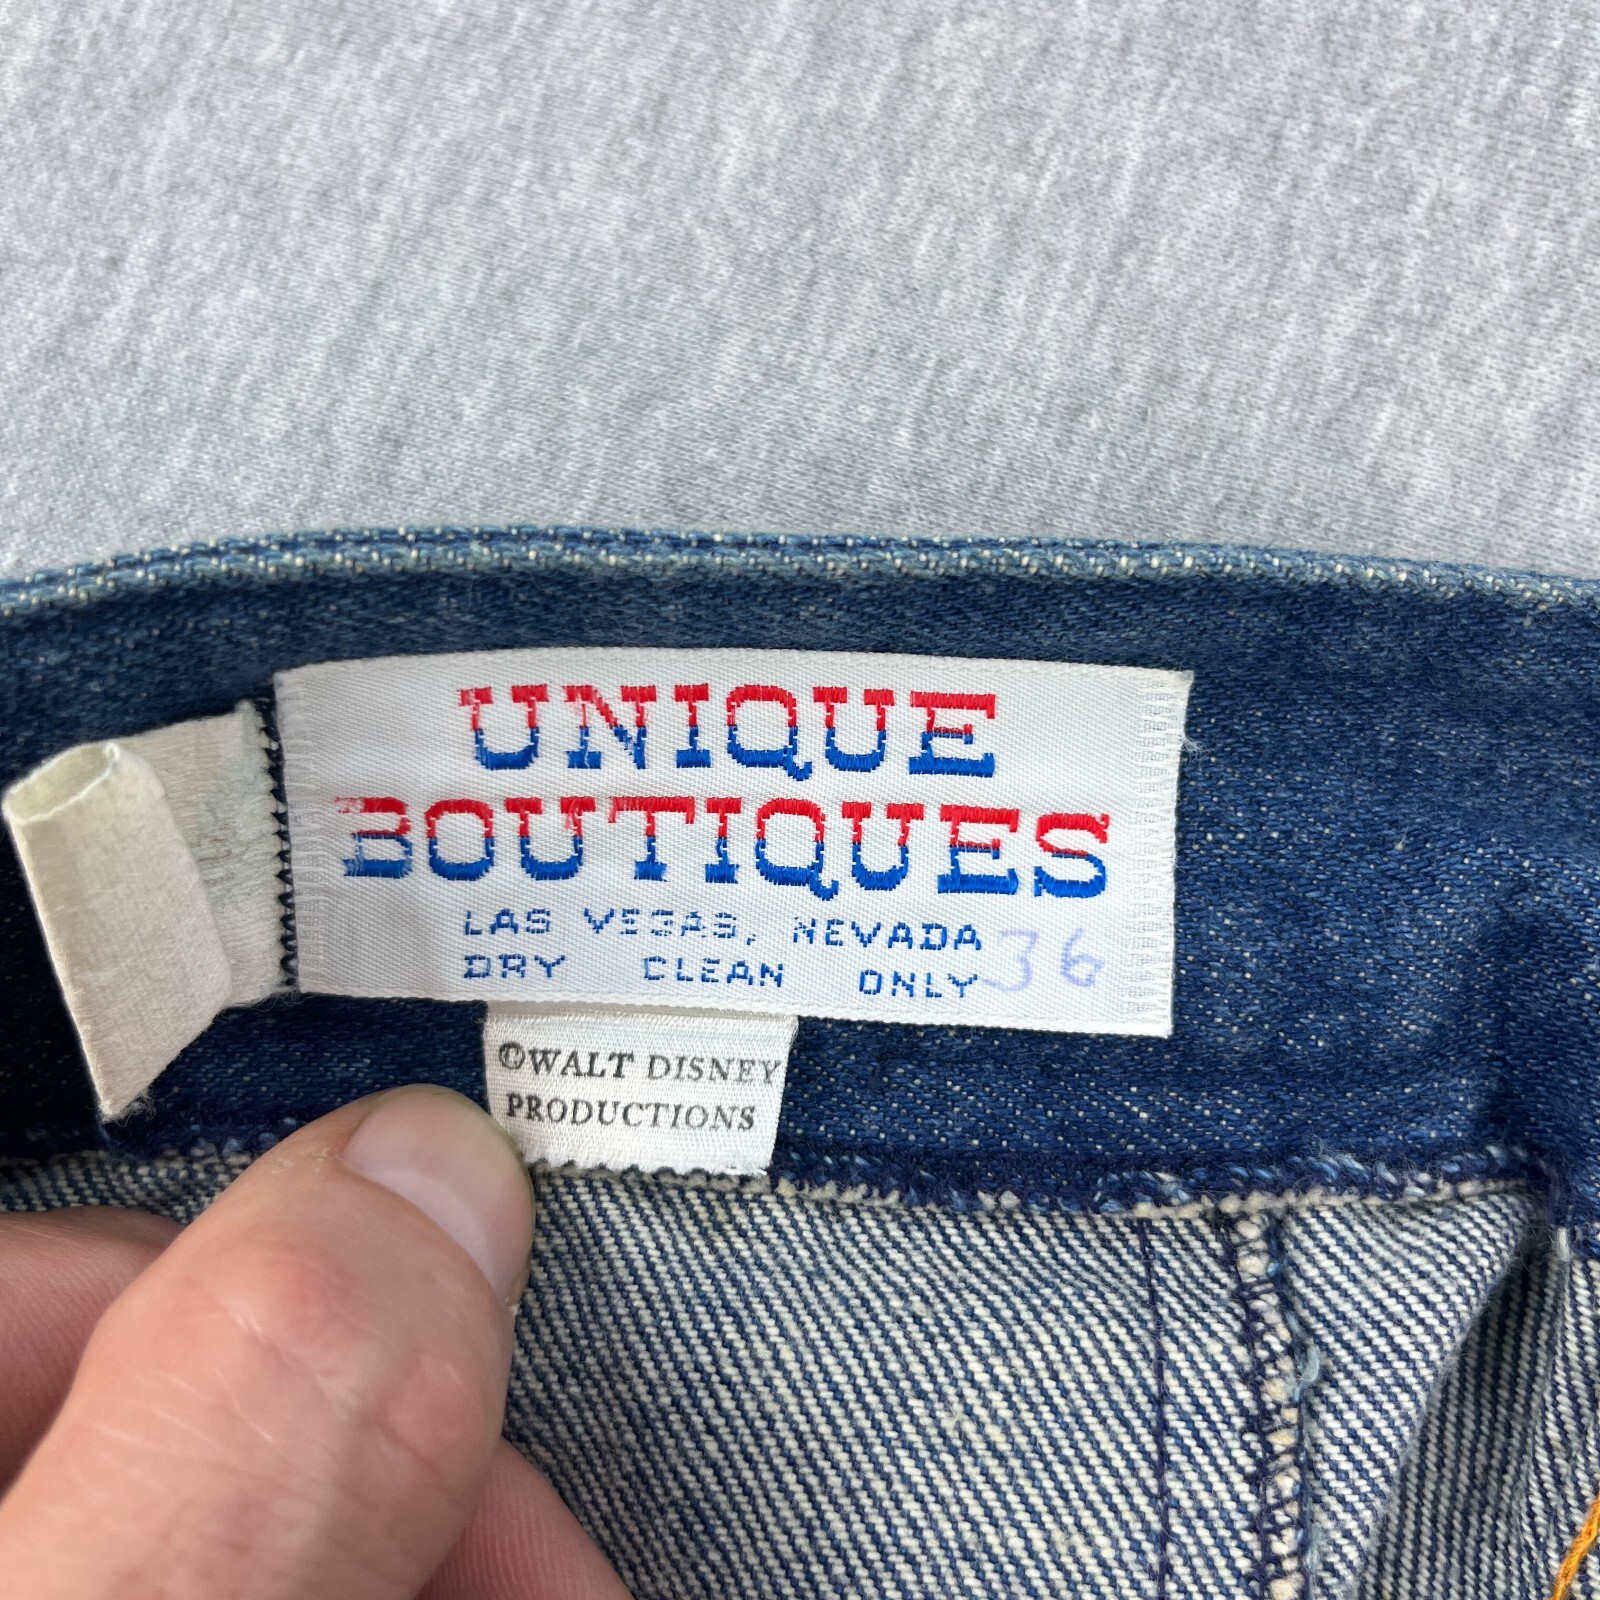 UNIQUE
BOUTIQUES
LAS VEGAS, NEVADA
DRY CLEAN ONLY 36
©WALT DISNEY
PRODUCTIONS